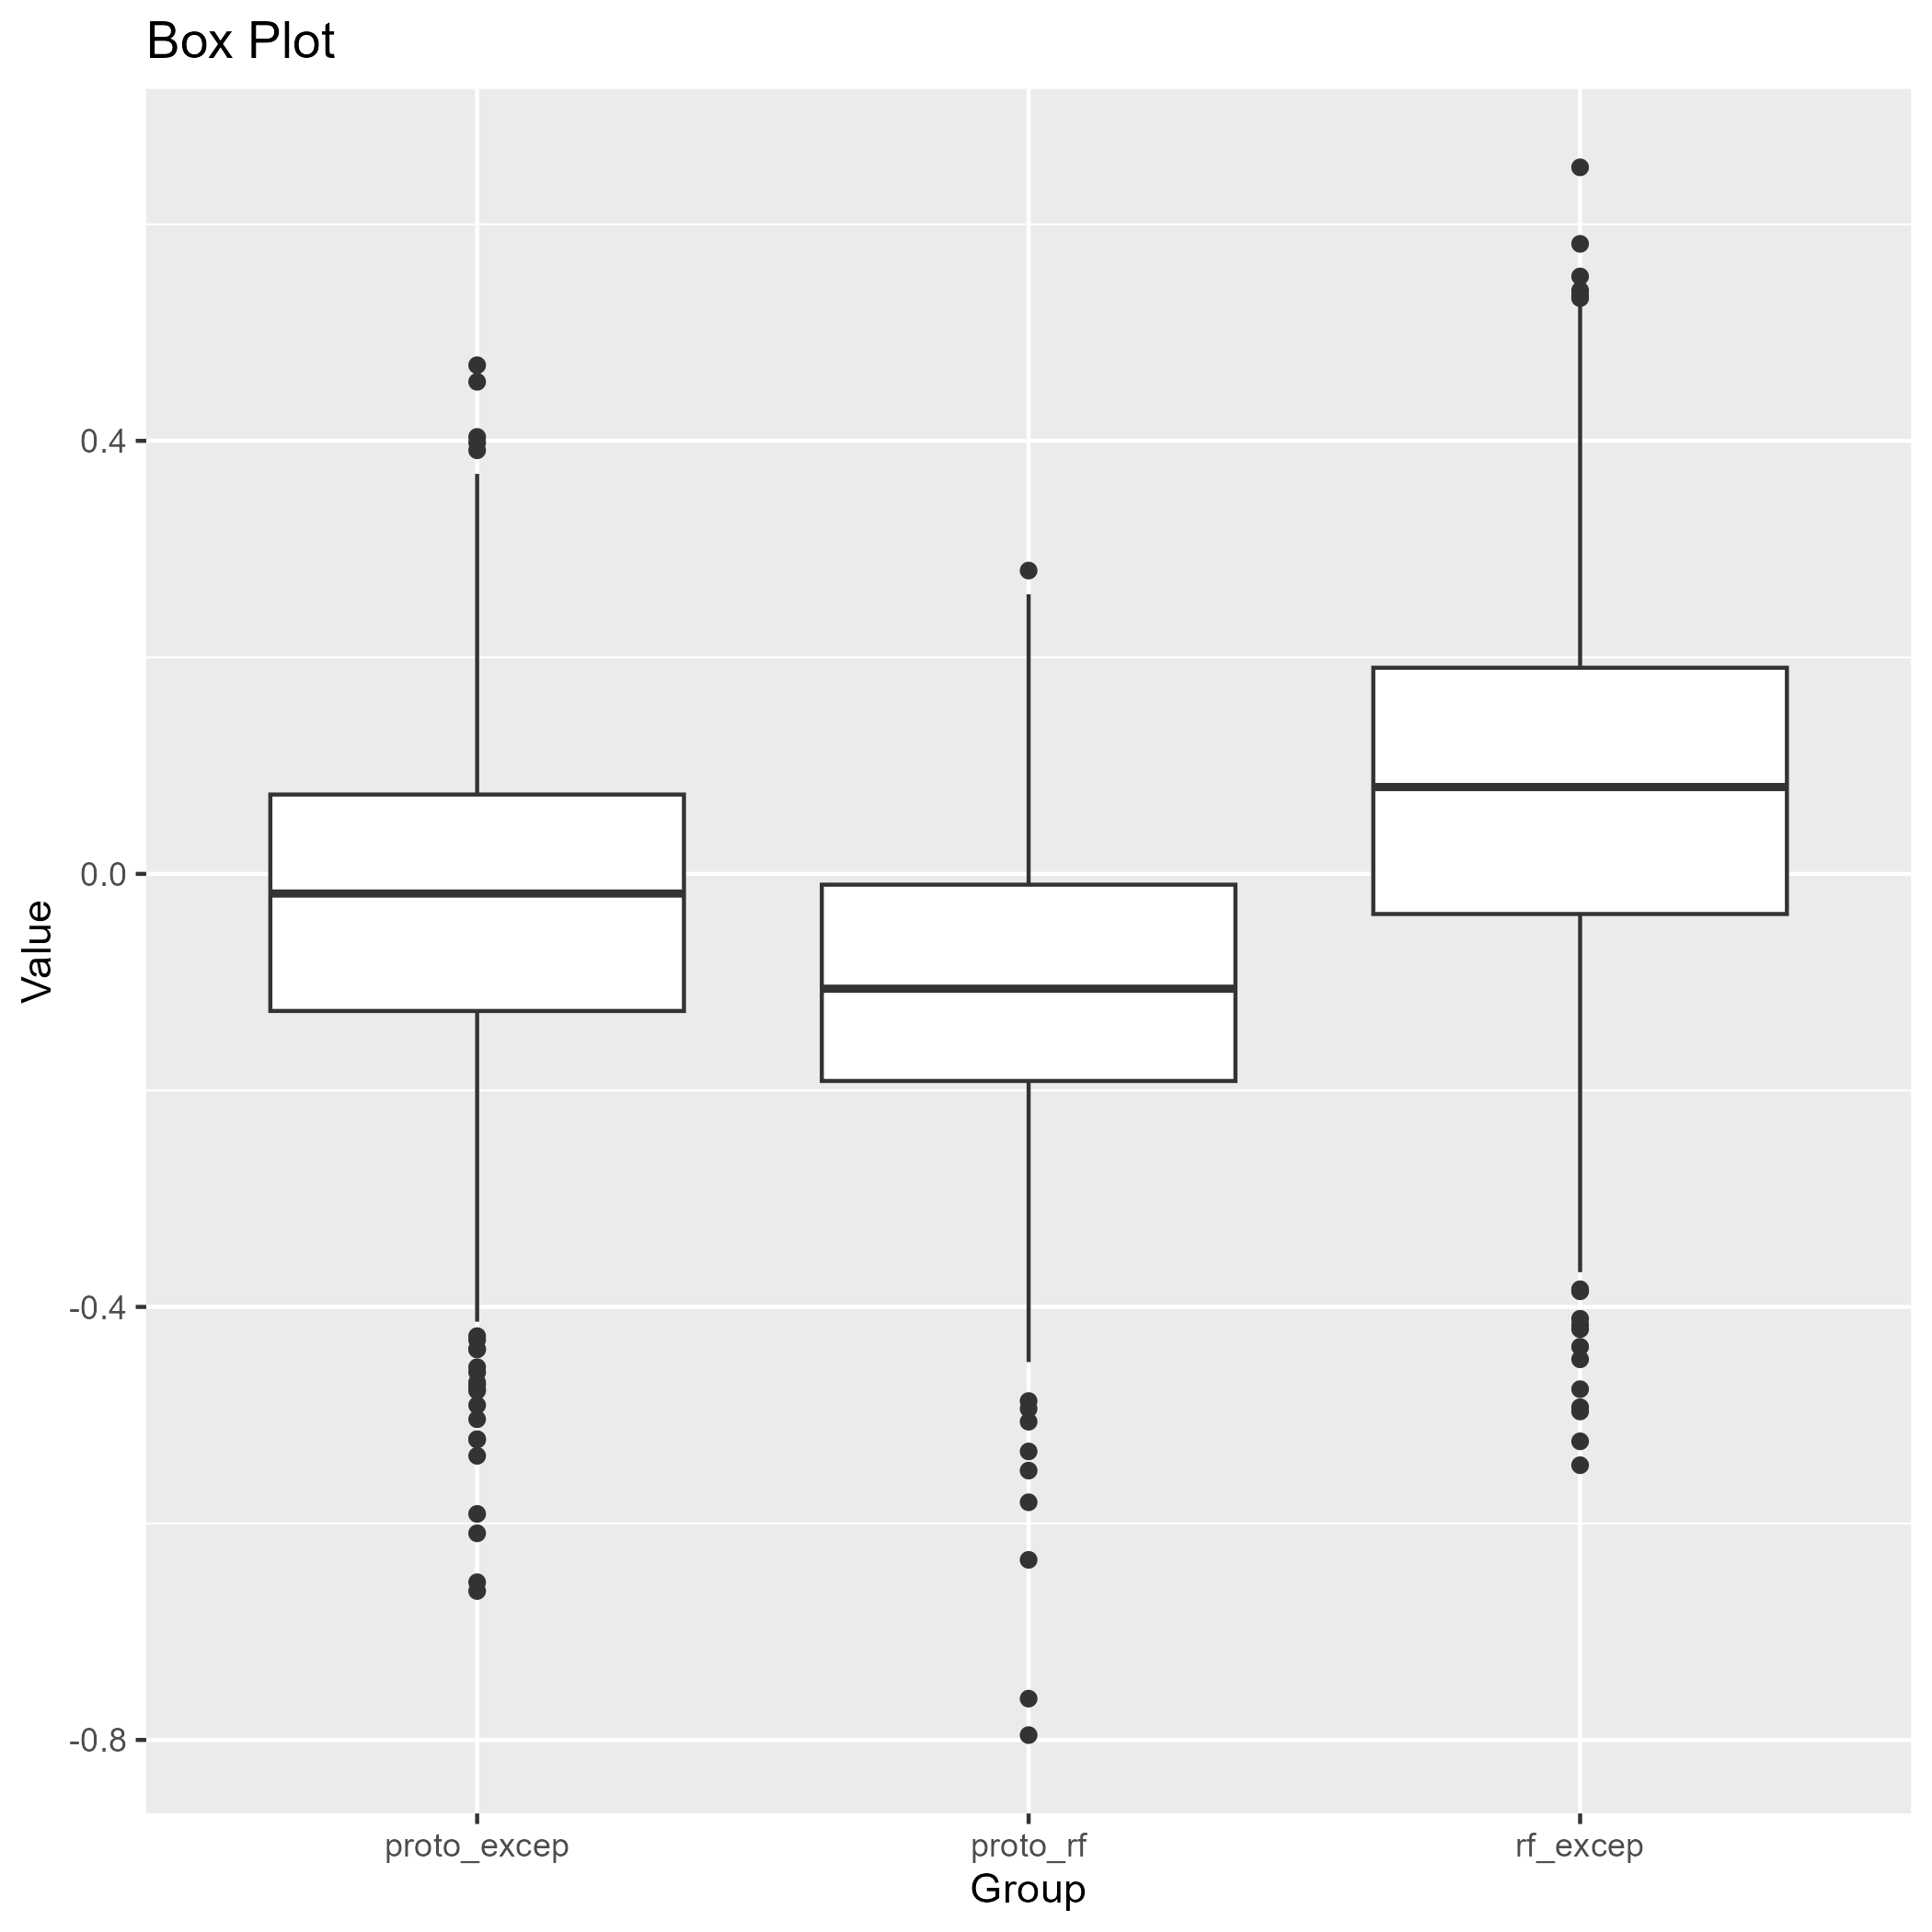 Box Plot
Value
0.4
0.0
-0.4
-0.8
proto_excep
proto_rf
rf_excep
Group